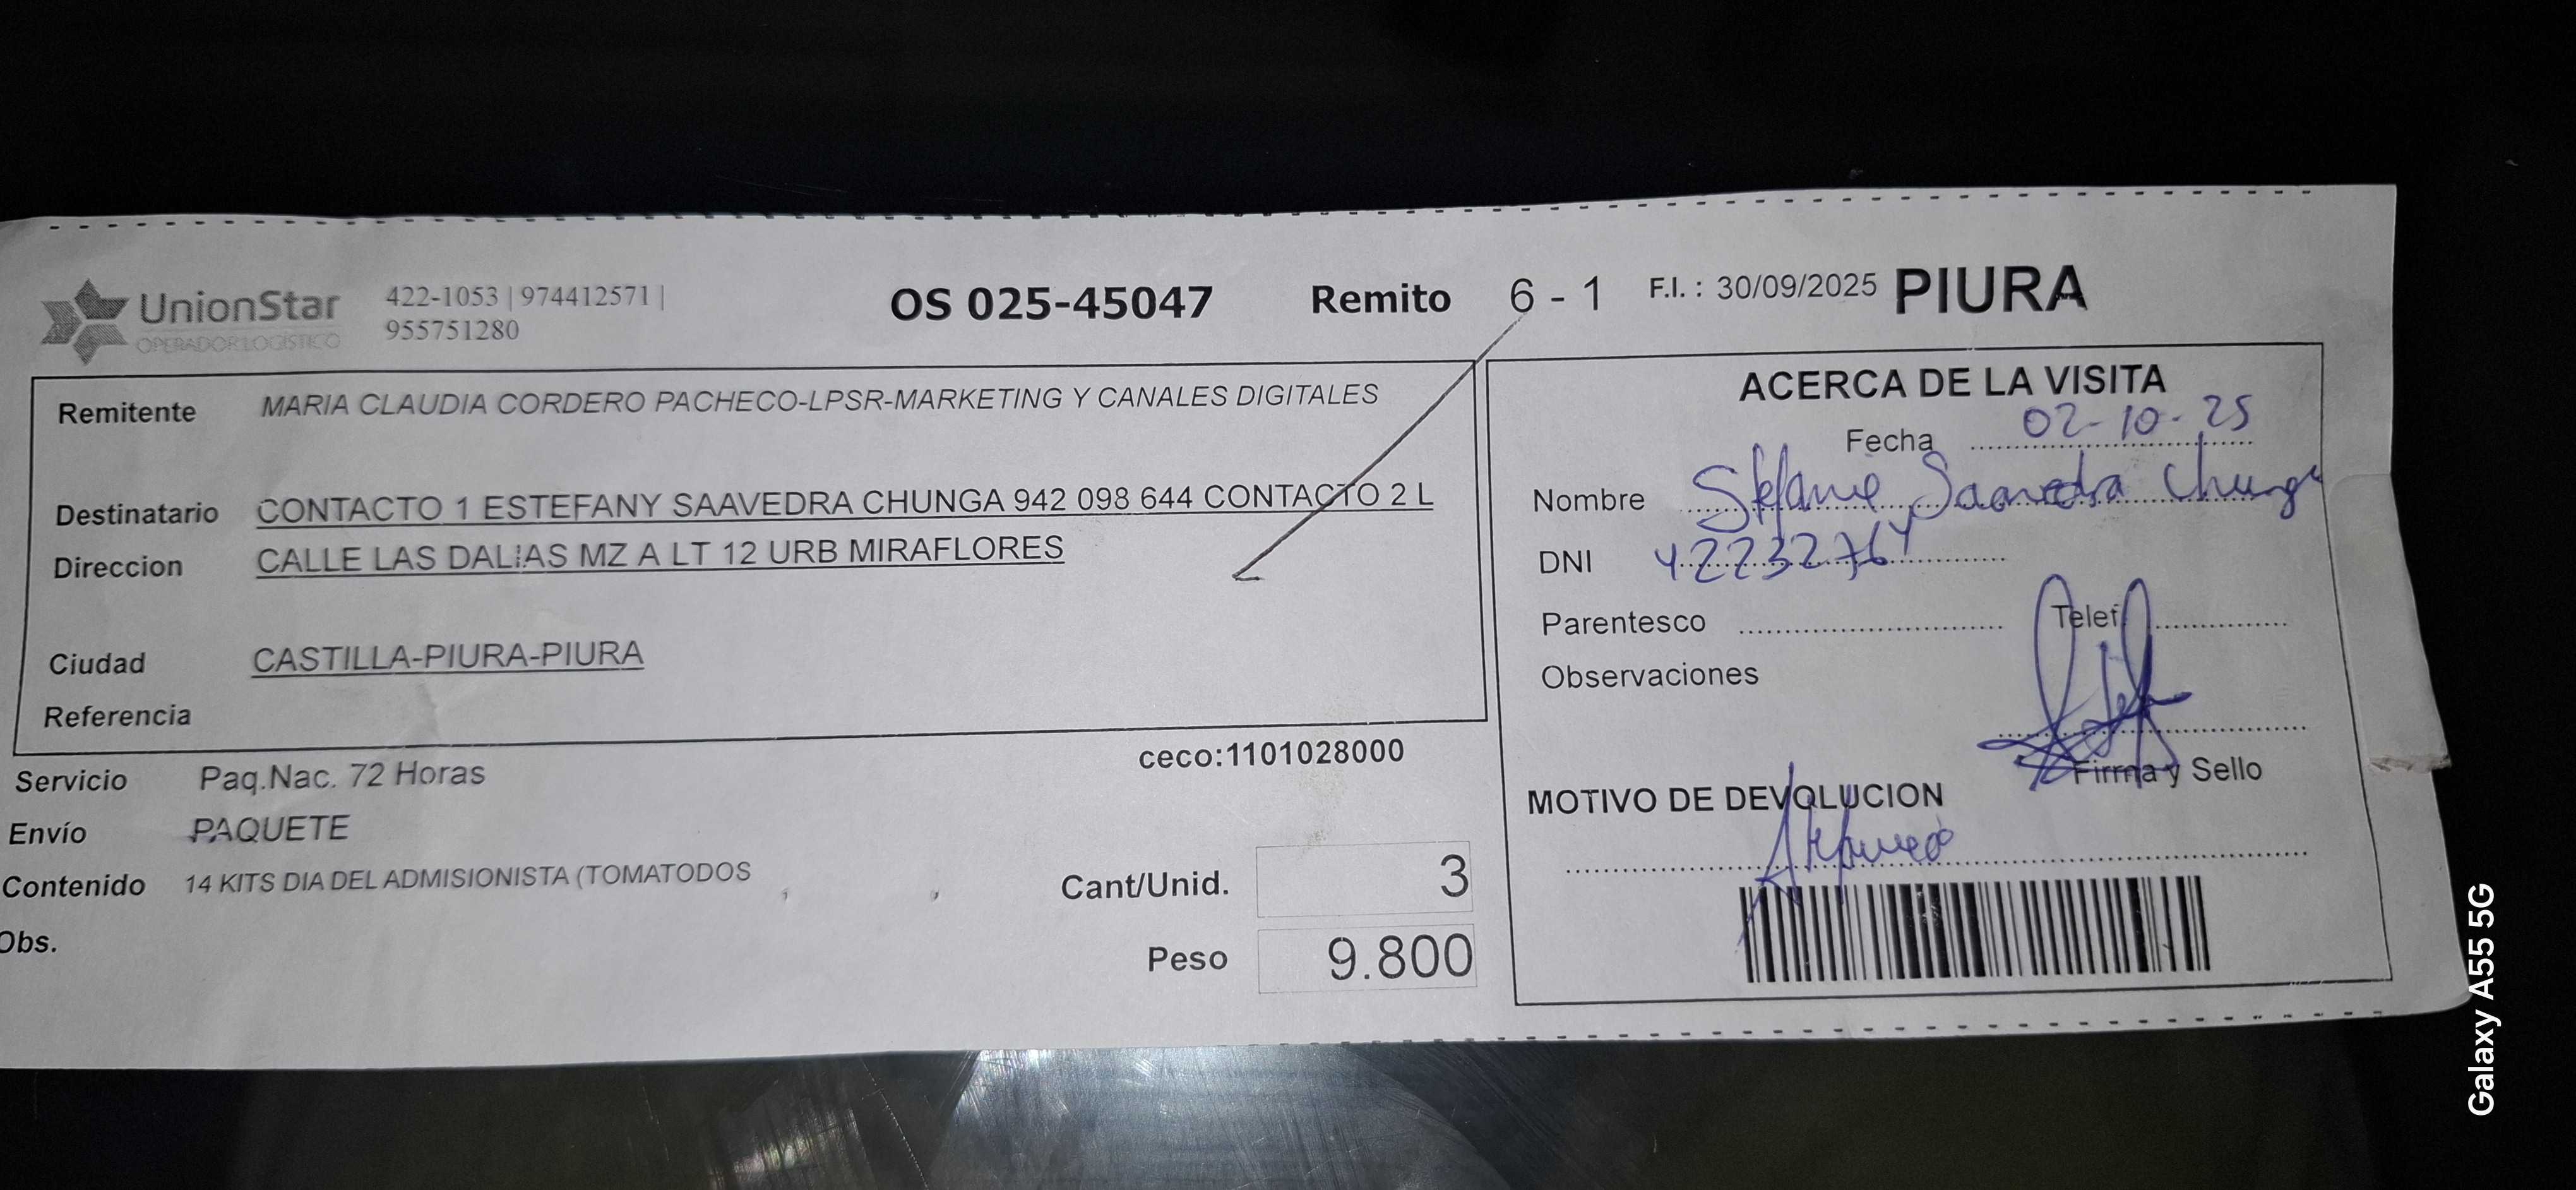 UnionStar
OPERADOR LOGÍSTICO
422-1053 | 974412571 |
955751280
OS 025-45047 Remito 6 - 1 F.I. : 30/09/2025 PIURA
Remitente MARIA CLAUDIA CORDERO PACHECO-LPSR-MARKETING Y CANALES DIGITALES
Destinatario CONTACTO 1 ESTEFANY SAAVEDRA CHUNGA 942 098 644 CONTACTO 2 L
Direccion CALLE LAS DALIAS MZ A LT 12 URB MIRAFLORES
Ciudad CASTILLA-PIURA-PIURA
Referencia
ceco:1101028000
Servicio Paq.Nac. 72 Horas
Envío PAQUETE
Contenido 14 KITS DIA DEL ADMISIONISTA (TOMATODOS
Obs.
Cant/Unid. 3
Peso 9.800
ACERCA DE LA VISITA
Fecha 02-10-25
Nombre Stefanie Saavedra Chunga
DNI 42232764
Parentesco Telef
Observaciones
Firma y Sello
MOTIVO DE DEVOLUCION
Galaxy A55 5G